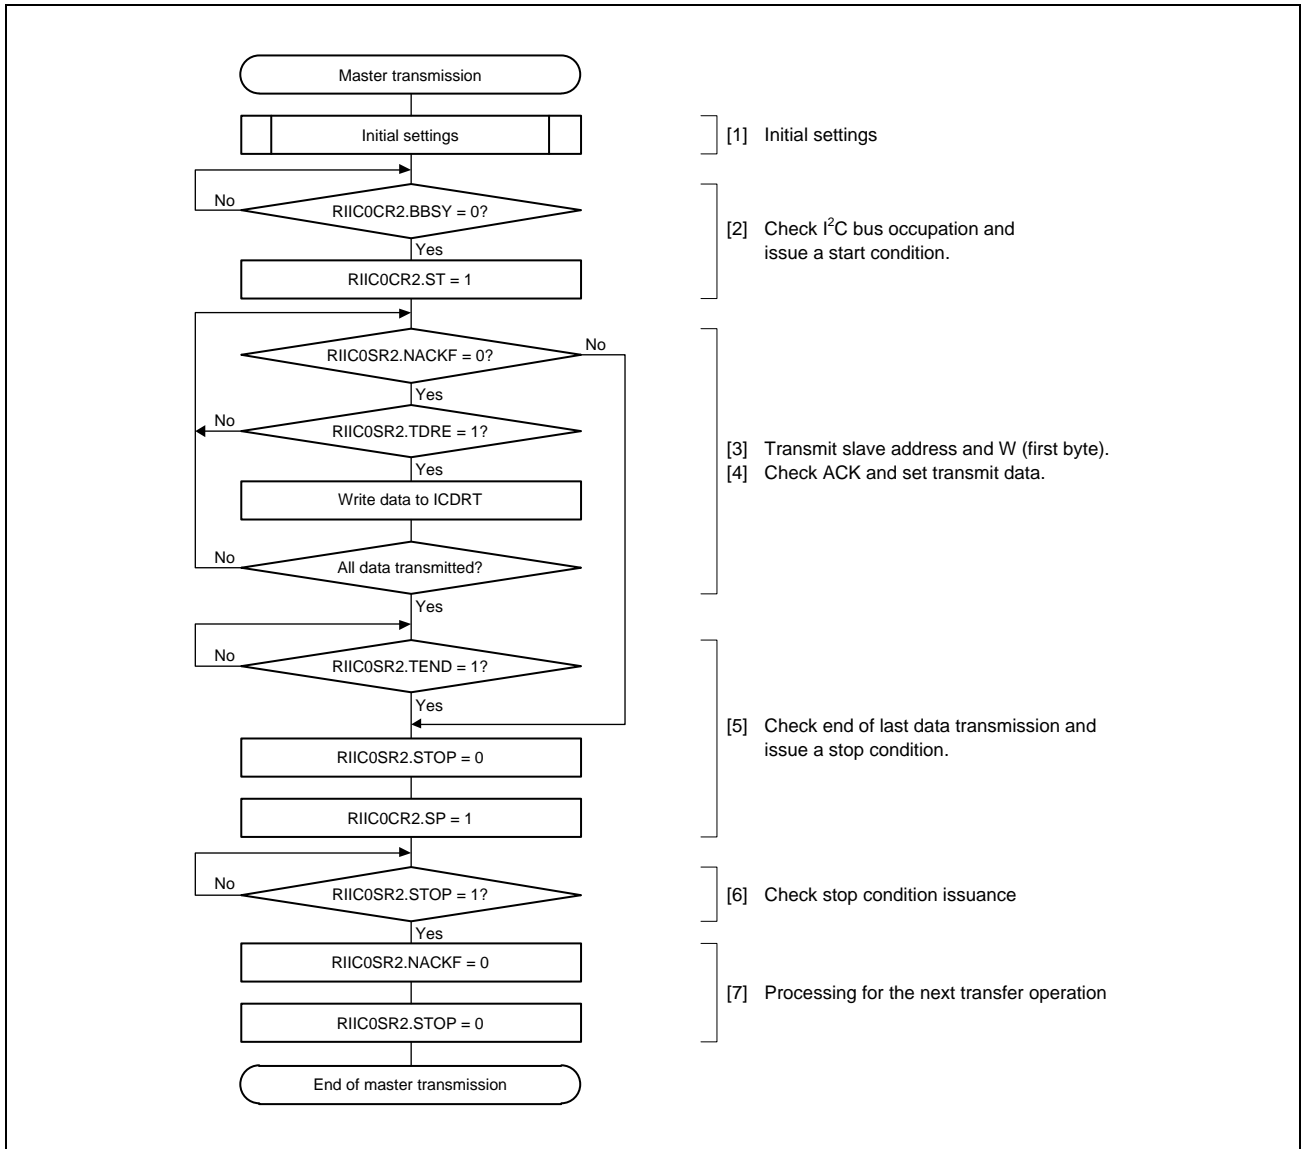 Master transmission
Initial settings
[1] Initial settings
No
RIIC0CR2.BBSY = 0?
Yes
[2] Check I²C bus occupation and
issue a start condition.
RIIC0CR2.ST = 1
RIIC0SR2.NACKF = 0?
No
Yes
No
RIIC0SR2.TDRE = 1?
Yes
[3] Transmit slave address and W (first byte).
[4] Check ACK and set transmit data.
Write data to ICDRT
No
All data transmitted?
Yes
No
RIIC0SR2.TEND = 1?
Yes
[5] Check end of last data transmission and
issue a stop condition.
RIIC0SR2.STOP = 0
RIIC0CR2.SP = 1
No
RIIC0SR2.STOP = 1?
Yes
[6] Check stop condition issuance
RIIC0SR2.NACKF = 0
[7] Processing for the next transfer operation
RIIC0SR2.STOP = 0
End of master transmission